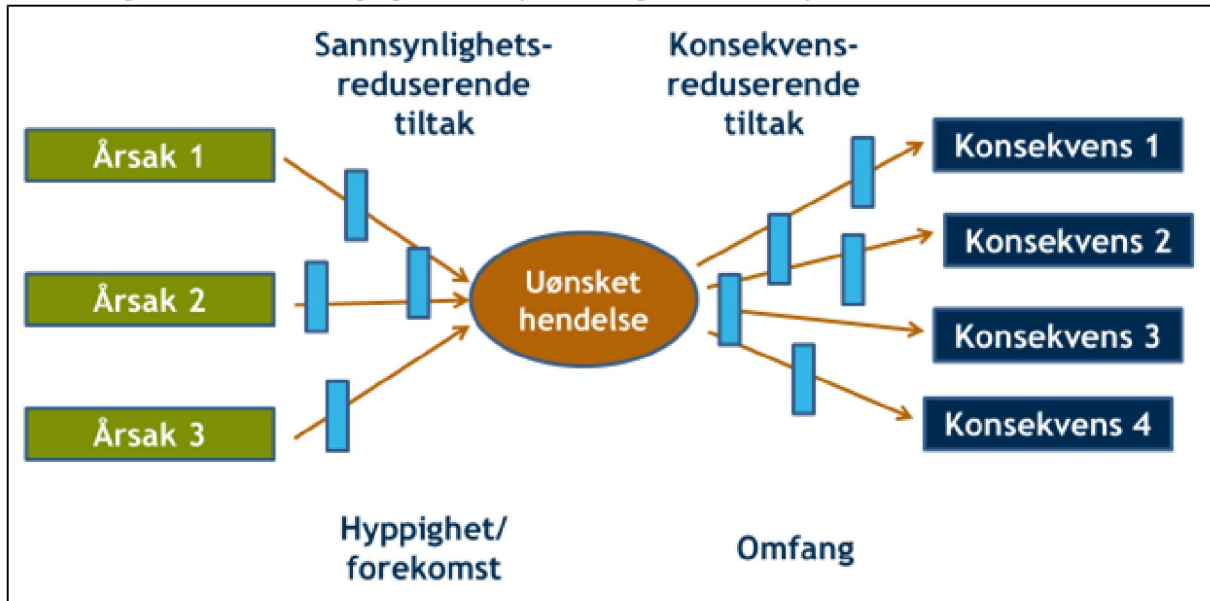 Sannsynlighets-
reduserende
tiltak
Konsekvens-
reduserende
tiltak
Årsak 1
Årsak 2
Årsak 3
Uønsket
hendelse
Konsekvens 1
Konsekvens 2
Konsekvens 3
Konsekvens 4
Hyppighet/
forekomst
Omfang